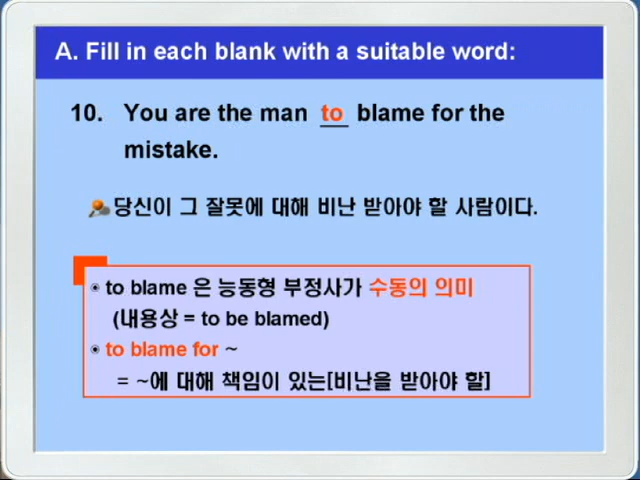 A. Fill in each blank with a suitable word:
10. You are the man to blame for the
mistake.
당신이 그 잘못에 대해 비난 받아야 할 사람이다.
to blame 은 능동형 부정사가 수동의 의미
(내용상 = to be blamed)
to blame for ~
= ~에 대해 책임이 있는[비난을 받아야 할]